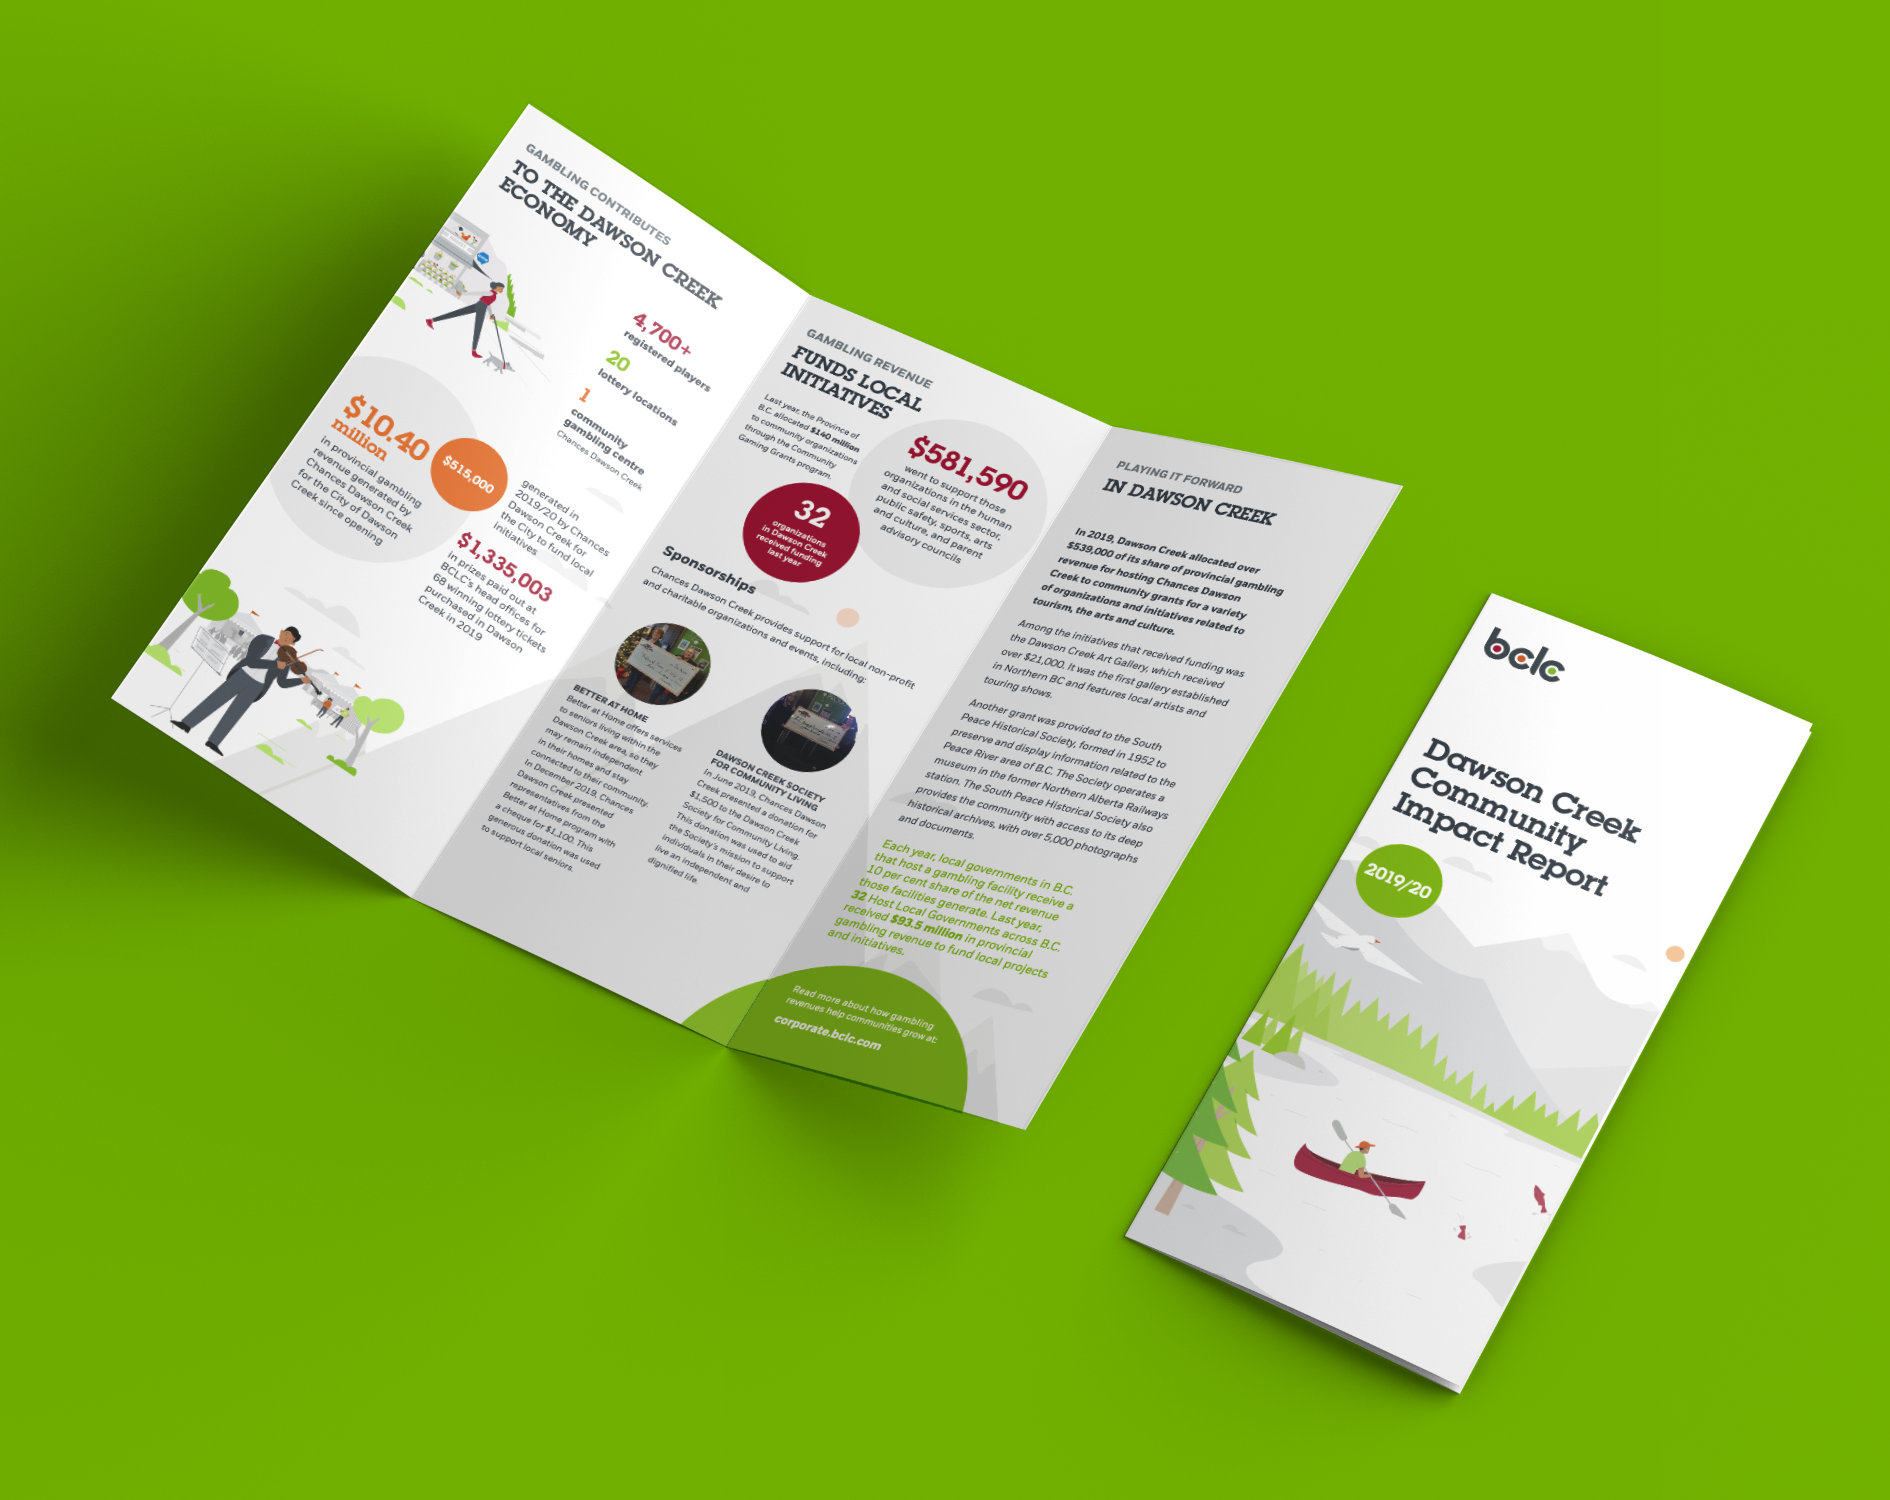 GAMBLING CONTRIBUTES
TO THE DAWSON CREEK
ECONOMY
4,700+
registered players
20
lottery locations
1
community
gambling centre
Chances Dawson Creek
$10.40
million
in provincial gambling
revenue generated by
Chances Dawson Creek
for the City of Dawson
Creek since opening
$515,000
generated in
2019/20 by Chances
Dawson Creek for
the City to fund local
initiatives
$1,335,003
in prizes paid out at
BCLC's head offices for
68 winning lottery tickets
purchased in Dawson
Creek in 2019
GAMBLING REVENUE
FUNDS LOCAL
INITIATIVES
Last year, the Province of
B.C. allocated $140 million
to community organizations
through the Community
Gaming Grants program.
$581,590
went to support those
organizations in the human
and social services sector,
public safety, sports, arts
and culture, and parent
advisory councils
32
organizations
in Dawson Creek
received funding
last year
Sponsorships
Chances Dawson Creek provides support for local non-profit
and charitable organizations and events, including:
BETTER AT HOME
Better at Home offers services
to seniors living within the
Dawson Creek area, so they
may remain independent
in their homes and stay
connected to their community.
In December 2019, Chances
Dawson Creek presented
representatives from the
Better at Home program with
a cheque for $1,100. This
generous donation was used
to support local seniors.
DAWSON CREEK SOCIETY
FOR COMMUNITY LIVING
In June 2019, Chances Dawson
Creek presented a donation for
$1,500 to the Dawson Creek
Society for Community Living.
This donation was used to aid
the Society's mission to support
individuals in their desire to
live an independent and
dignified life.
PLAYING IT FORWARD
IN DAWSON CREEK
In 2019, Dawson Creek allocated over
$539,000 of its share of provincial gambling
revenue for hosting Chances Dawson
Creek to community grants for a variety
of organizations and initiatives related to
tourism, the arts and culture.
Among the initiatives that received funding was
the Dawson Creek Art Gallery, which received
over $21,000. It was the first gallery established
in Northern BC and features local artists and
touring shows.
Another grant was provided to the South
Peace Historical Society, formed in 1952 to
preserve and display information related to the
Peace River area of B.C. The Society operates a
museum in the former Northern Alberta Railways
station. The South Peace Historical Society also
provides the community with access to its deep
historical archives, with over 5,000 photographs
and documents.
Each year, local governments in B.C.
that host a gambling facility receive a
10 per cent share of the net revenue
those facilities generate. Last year,
32 Host Local Governments across B.C.
received $93.5 million in provincial
gambling revenue to fund local projects
and initiatives.
Read more about how gambling
revenues help communities grow at:
corporate.bclc.com
bclc
Dawson Creek
Community
Impact Report
2019/20